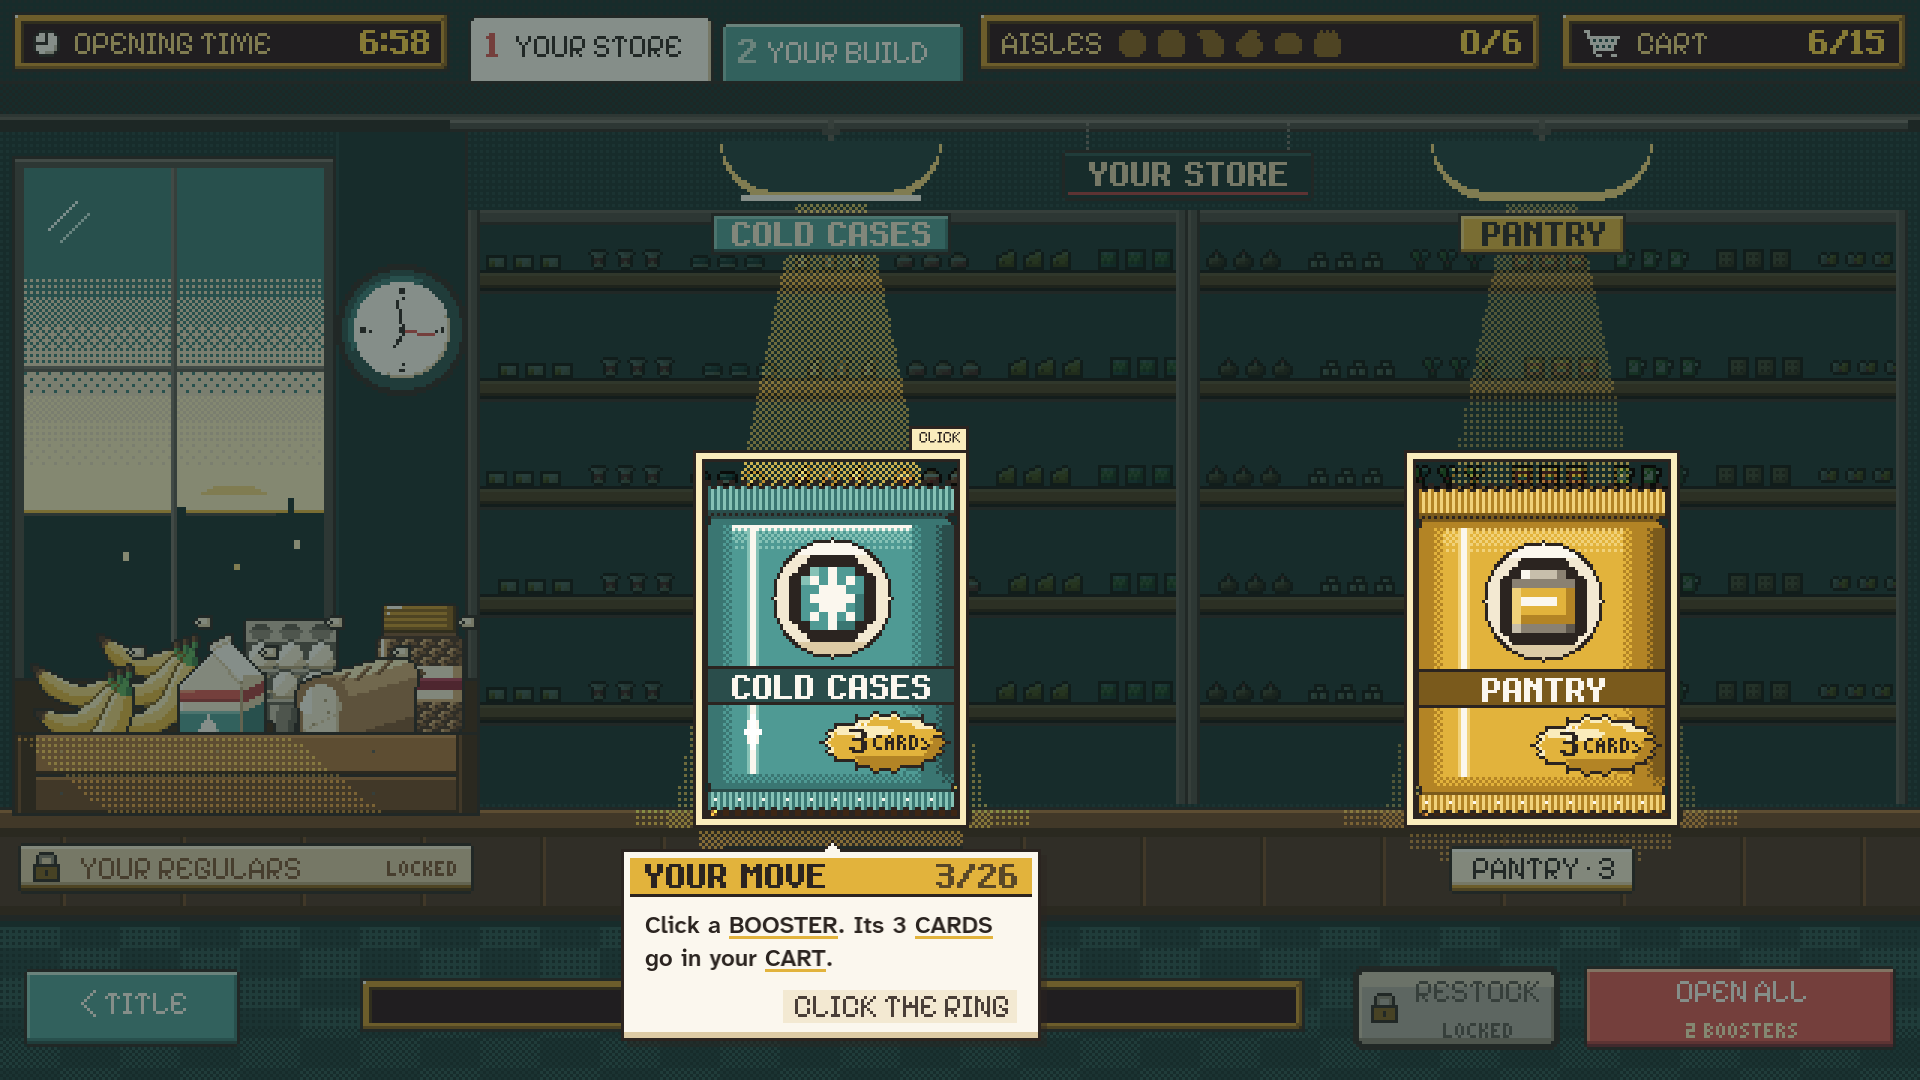 OPENING TIME 6:58
1 YOUR STORE
2 YOUR BUILD
AISLES 0/6
CART 6/15
YOUR STORE
COLD CASES
PANTRY
CLICK
COLD CASES
3 CARDS
PANTRY
3 CARDS
YOUR REGULARS LOCKED
PANTRY · 3
YOUR MOVE 3/26
Click a BOOSTER. Its 3 CARDS
go in your CART.
CLICK THE RING
< TITLE
RESTOCK
LOCKED
OPEN ALL
2 BOOSTERS